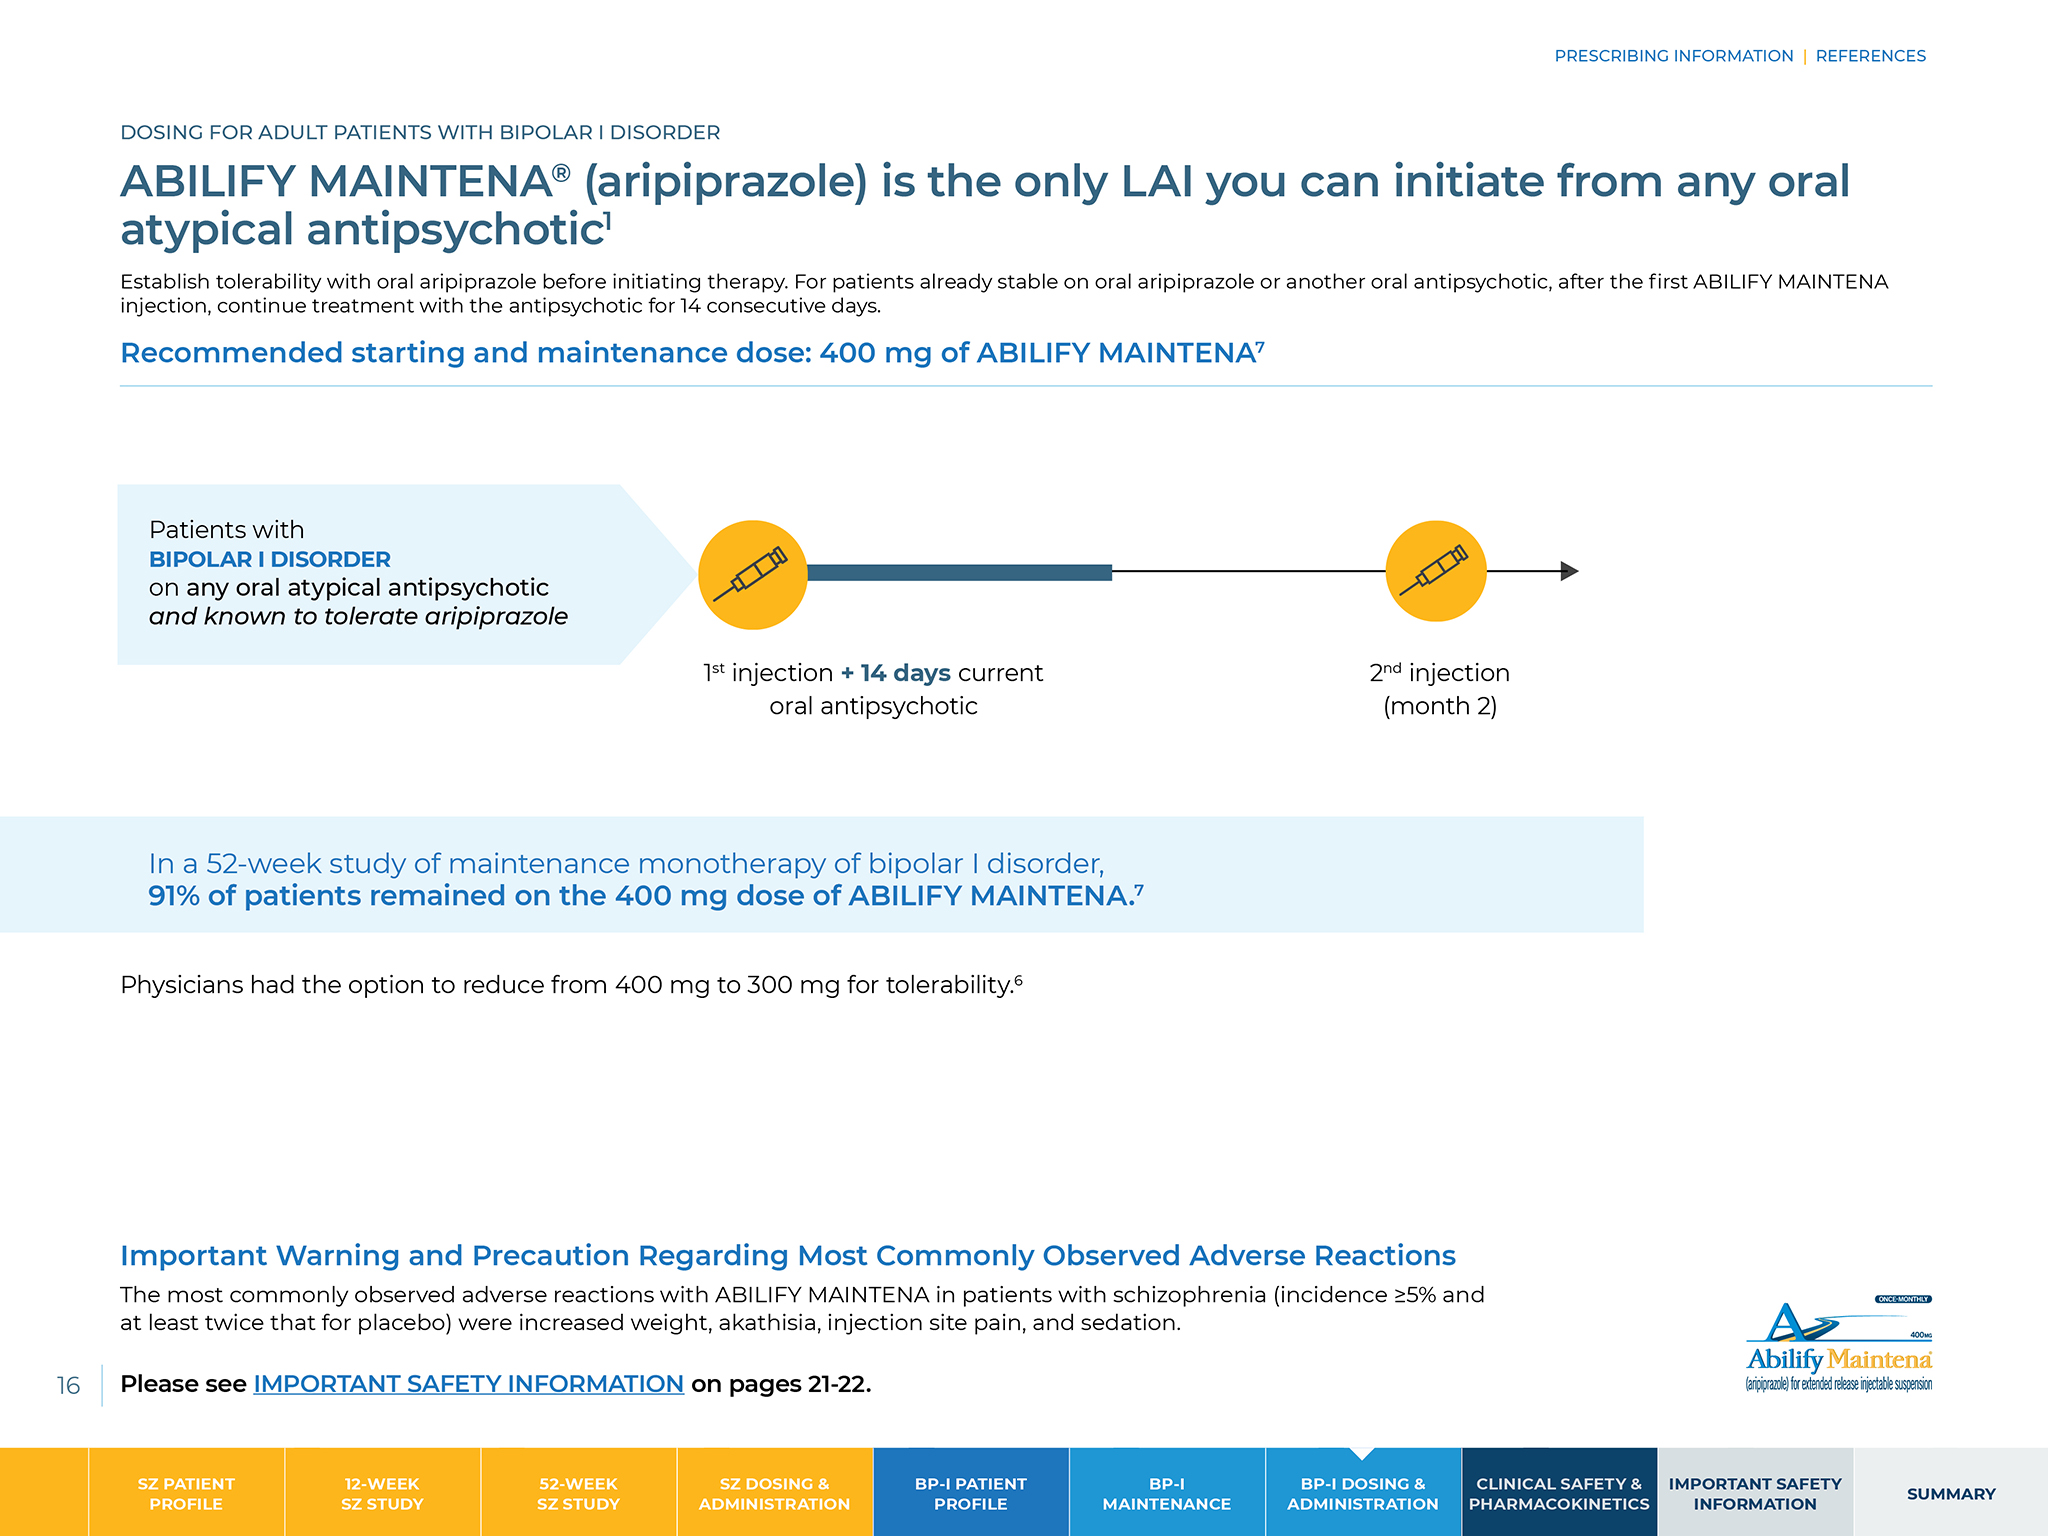 PRESCRIBING INFORMATION | REFERENCES
DOSING FOR ADULT PATIENTS WITH BIPOLAR I DISORDER
ABILIFY MAINTENA® (aripiprazole) is the only LAI you can initiate from any oral
atypical antipsychotic¹
Establish tolerability with oral aripiprazole before initiating therapy. For patients already stable on oral aripiprazole or another oral antipsychotic, after the first ABILIFY MAINTENA
injection, continue treatment with the antipsychotic for 14 consecutive days.
Recommended starting and maintenance dose: 400 mg of ABILIFY MAINTENA⁷
Patients with
BIPOLAR I DISORDER
on any oral atypical antipsychotic
and known to tolerate aripiprazole
1st injection + 14 days current
oral antipsychotic
2nd injection
(month 2)
In a 52-week study of maintenance monotherapy of bipolar I disorder,
91% of patients remained on the 400 mg dose of ABILIFY MAINTENA.⁷
Physicians had the option to reduce from 400 mg to 300 mg for tolerability.⁶
Important Warning and Precaution Regarding Most Commonly Observed Adverse Reactions
The most commonly observed adverse reactions with ABILIFY MAINTENA in patients with schizophrenia (incidence ≥5% and
at least twice that for placebo) were increased weight, akathisia, injection site pain, and sedation.
ONCE-MONTHLY
400MG
Abilify Maintena®
(aripiprazole) for extended release injectable suspension
16
Please see IMPORTANT SAFETY INFORMATION on pages 21-22.
SZ PATIENT
PROFILE
12-WEEK
SZ STUDY
52-WEEK
SZ STUDY
SZ DOSING &
ADMINISTRATION
BP-I PATIENT
PROFILE
BP-I
MAINTENANCE
BP-I DOSING &
ADMINISTRATION
CLINICAL SAFETY &
PHARMACOKINETICS
IMPORTANT SAFETY
INFORMATION
SUMMARY